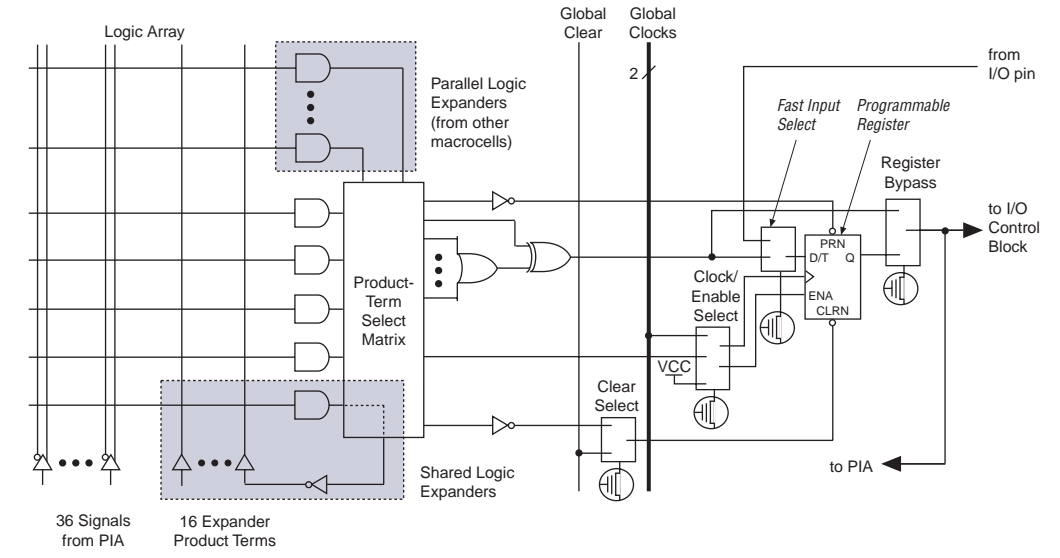 Logic Array
Global
Clear
Global
Clocks
2
from
I/O pin
Parallel Logic
Expanders
(from other
macrocells)
Fast Input
Select
Programmable
Register
Register
Bypass
to I/O
Control
Block
PRN
D/T Q
ENA
CLRN
Clock/
Enable
Select
Product-
Term
Select
Matrix
VCC
Clear
Select
to PIA
Shared Logic
Expanders
36 Signals
from PIA
16 Expander
Product Terms